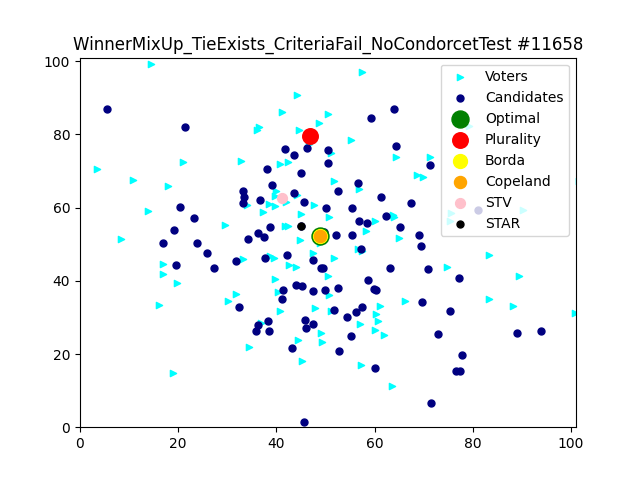 WinnerMixUp_TieExists_CriteriaFail_NoCondorcetTest #11658
100
80
60
40
20
0
0 20 40 60 80 100
Voters
Candidates
Optimal
Plurality
Borda
Copeland
STV
STAR